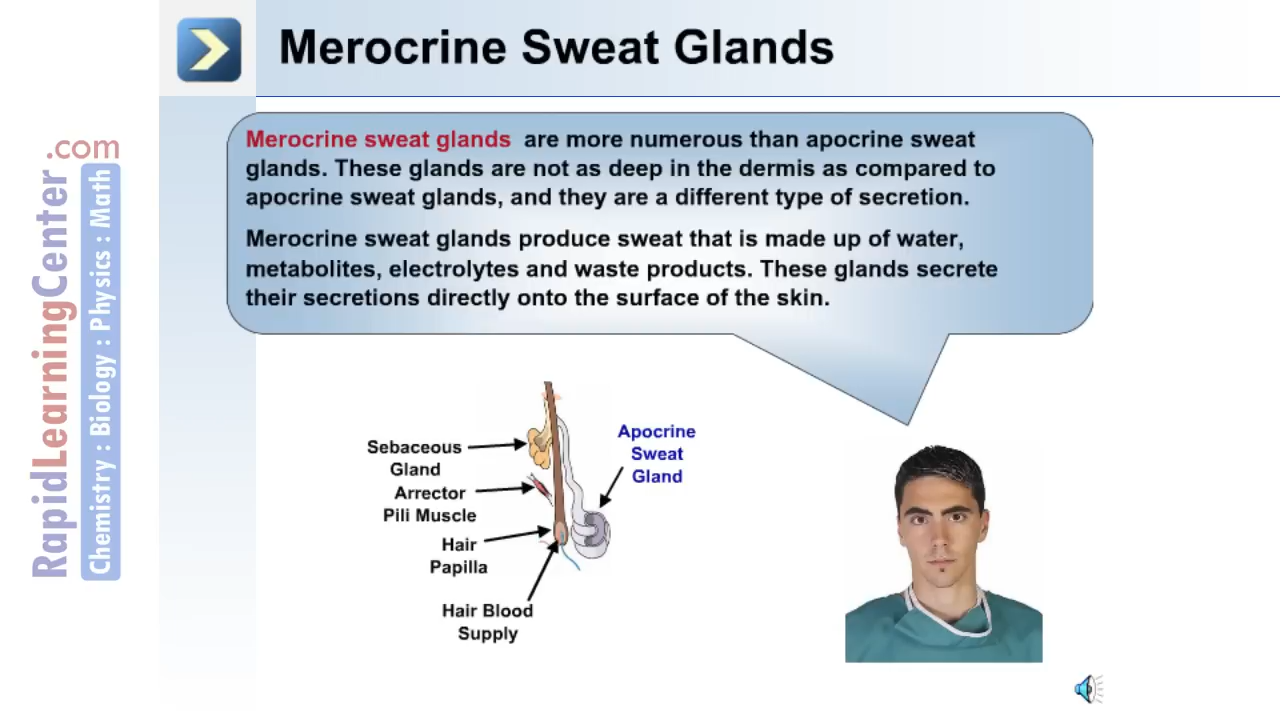 Merocrine Sweat Glands
Merocrine sweat glands are more numerous than apocrine sweat
glands. These glands are not as deep in the dermis as compared to
apocrine sweat glands, and they are a different type of secretion.
Merocrine sweat glands produce sweat that is made up of water,
metabolites, electrolytes and waste products. These glands secrete
their secretions directly onto the surface of the skin.
RapidLearningCenter.com
Chemistry : Biology : Physics : Math
Sebaceous
Gland
Arrector
Pili Muscle
Hair
Papilla
Hair Blood
Supply
Apocrine
Sweat
Gland